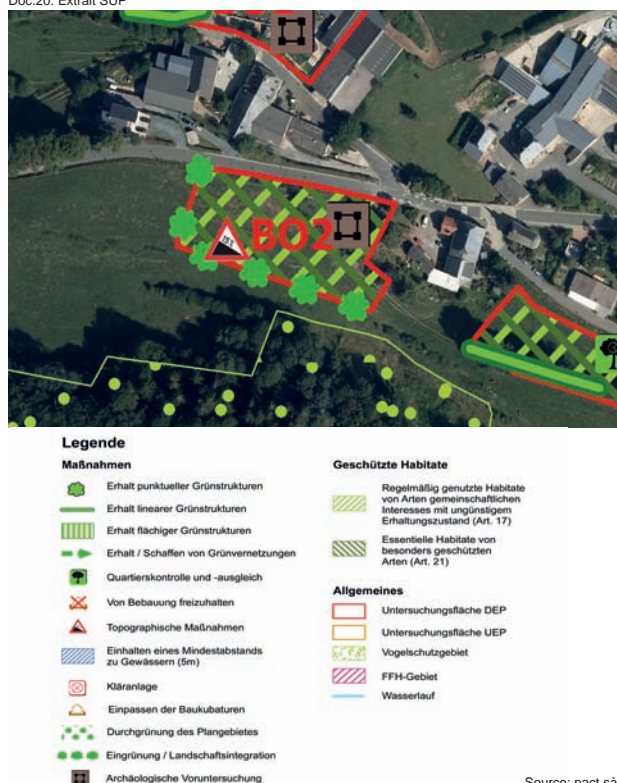 Doc.20: Extrait SUP
BO2
15%
Legende
Maßnahmen
Erhalt punktueller Grünstrukturen
Erhalt linearer Grünstrukturen
Erhalt flächiger Grünstrukturen
Erhalt / Schaffen von Grünvernetzungen
Quartierskontrolle und -ausgleich
Von Bebauung freizuhalten
Topographische Maßnahmen
Einhalten eines Mindestabstands
zu Gewässern (5m)
Kläranlage
Einpassen der Baukubaturen
Durchgrünung des Plangebietes
Eingrünung / Landschaftsintegration
Archäologische Voruntersuchung
Geschützte Habitate
Regelmäßig genutzte Habitate
von Arten gemeinschaftlichen
Interesses mit ungünstigem
Erhaltungszustand (Art. 17)
Essentielle Habitate von
besonders geschützten
Arten (Art. 21)
Allgemeines
Untersuchungsfläche DEP
Untersuchungsfläche UEP
Vogelschutzgebiet
FFH-Gebiet
Wasserlauf
Source: pact sà